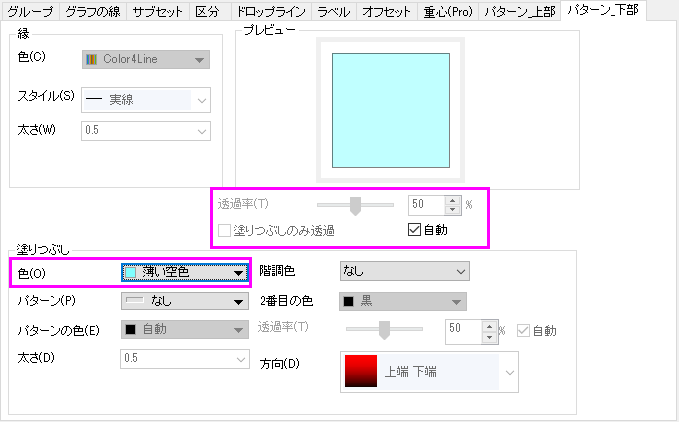 グループ グラフの線 サブセット 区分 ドロップライン ラベル オフセット 重心(Pro) パターン_上部 パターン_下部
縁
色(C) Color4Line
スタイル(S) 実線
太さ(W) 0.5
プレビュー
透過率(T) 50 %
塗りつぶしのみ透過 自動
塗りつぶし
色(O) 薄い空色 階調色 なし
パターン(P) なし 2番目の色 黒
パターンの色(E) 自動 透過率(T) 50 % 自動
太さ(D) 0.5 方向(D) 上端 下端